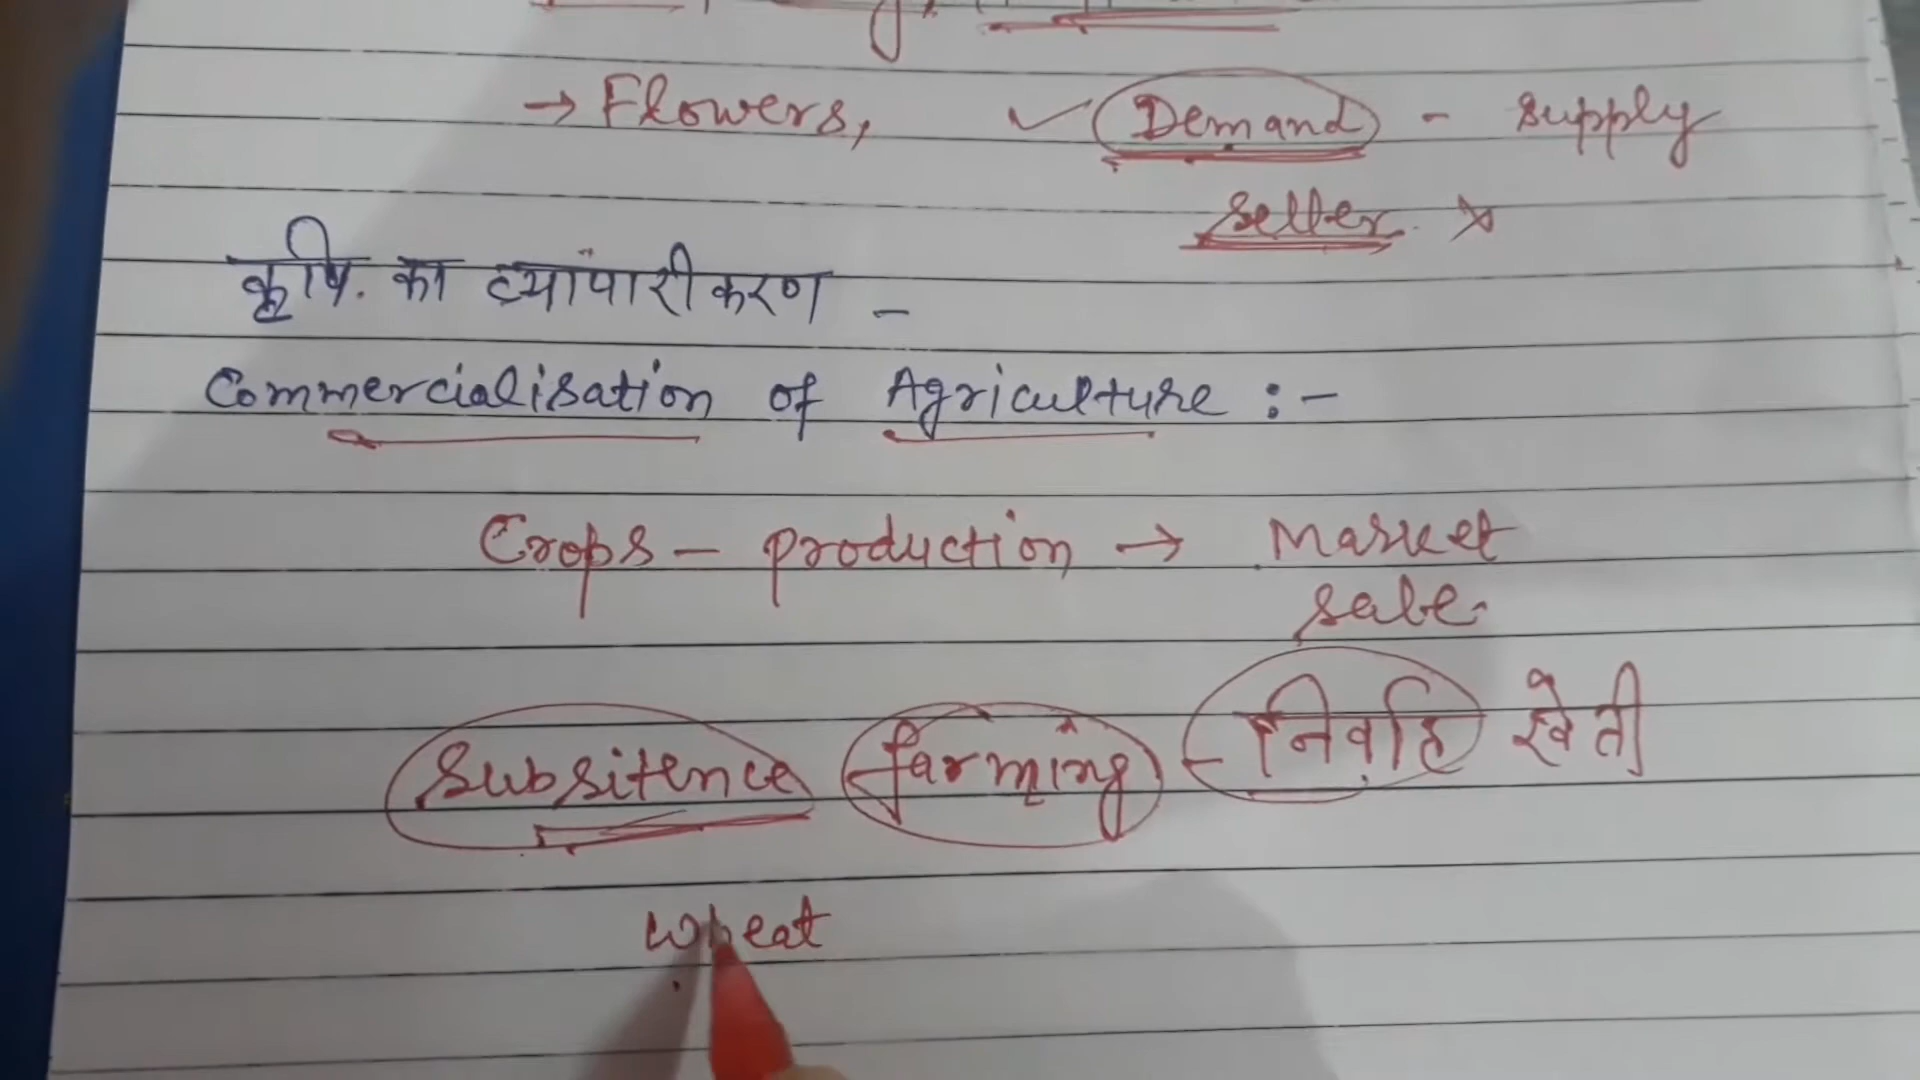 → Flowers, ✓ Demand - supply
seller x
कृषि. का व्यापारीकरण -
Commercialisation of Agriculture :-
Crops - production → Market
sale.
Subsitence farming - निर्वाह खेती
wheat